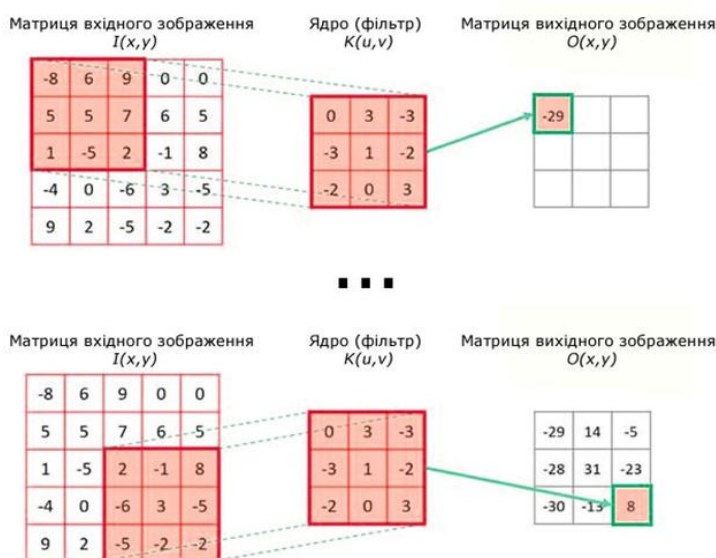 Матриця вхідного зображення
I(x,y)
Ядро (фільтр)
K(u,v)
Матриця вихідного зображення
O(x,y)
-8 6 9 0 0
5 5 7 6 5
1 -5 2 -1 8
-4 0 -6 3 -5
9 2 -5 -2 -2
0 3 -3
-3 1 -2
-2 0 3
-29
...
Матриця вхідного зображення
I(x,y)
Ядро (фільтр)
K(u,v)
Матриця вихідного зображення
O(x,y)
-8 6 9 0 0
5 5 7 6 5
1 -5 2 -1 8
-4 0 -6 3 -5
9 2 -5 -2 -2
0 3 -3
-3 1 -2
-2 0 3
-29 14 -5
-28 31 -23
-30 -13 8